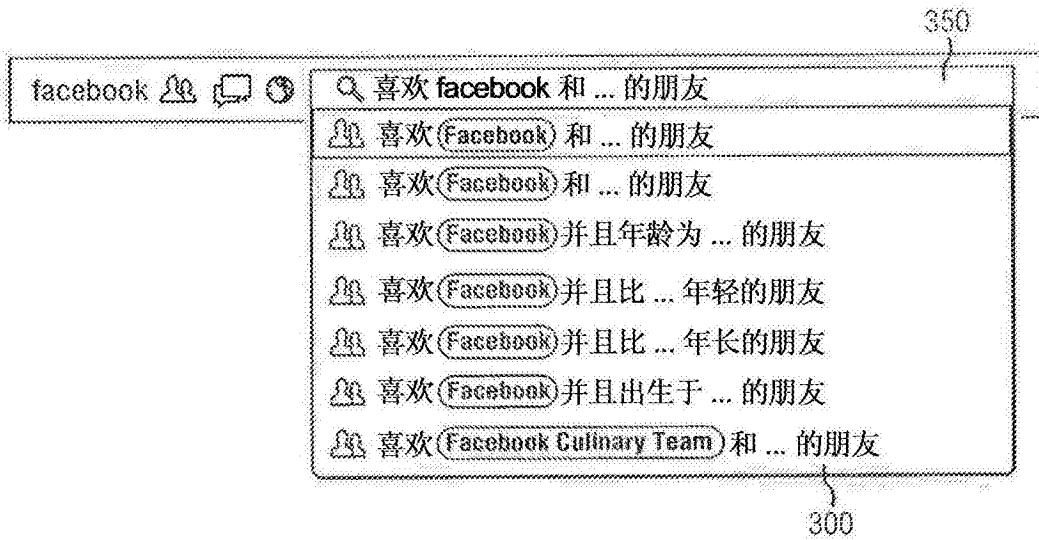 350
facebook 喜欢 facebook 和 ... 的朋友
喜欢 Facebook 和 ... 的朋友
喜欢 Facebook 和 ... 的朋友
喜欢 Facebook 并且年龄为 ... 的朋友
喜欢 Facebook 并且比 ... 年轻的朋友
喜欢 Facebook 并且比 ... 年长的朋友
喜欢 Facebook 并且出生于 ... 的朋友
喜欢 Facebook Culinary Team 和 ... 的朋友
300